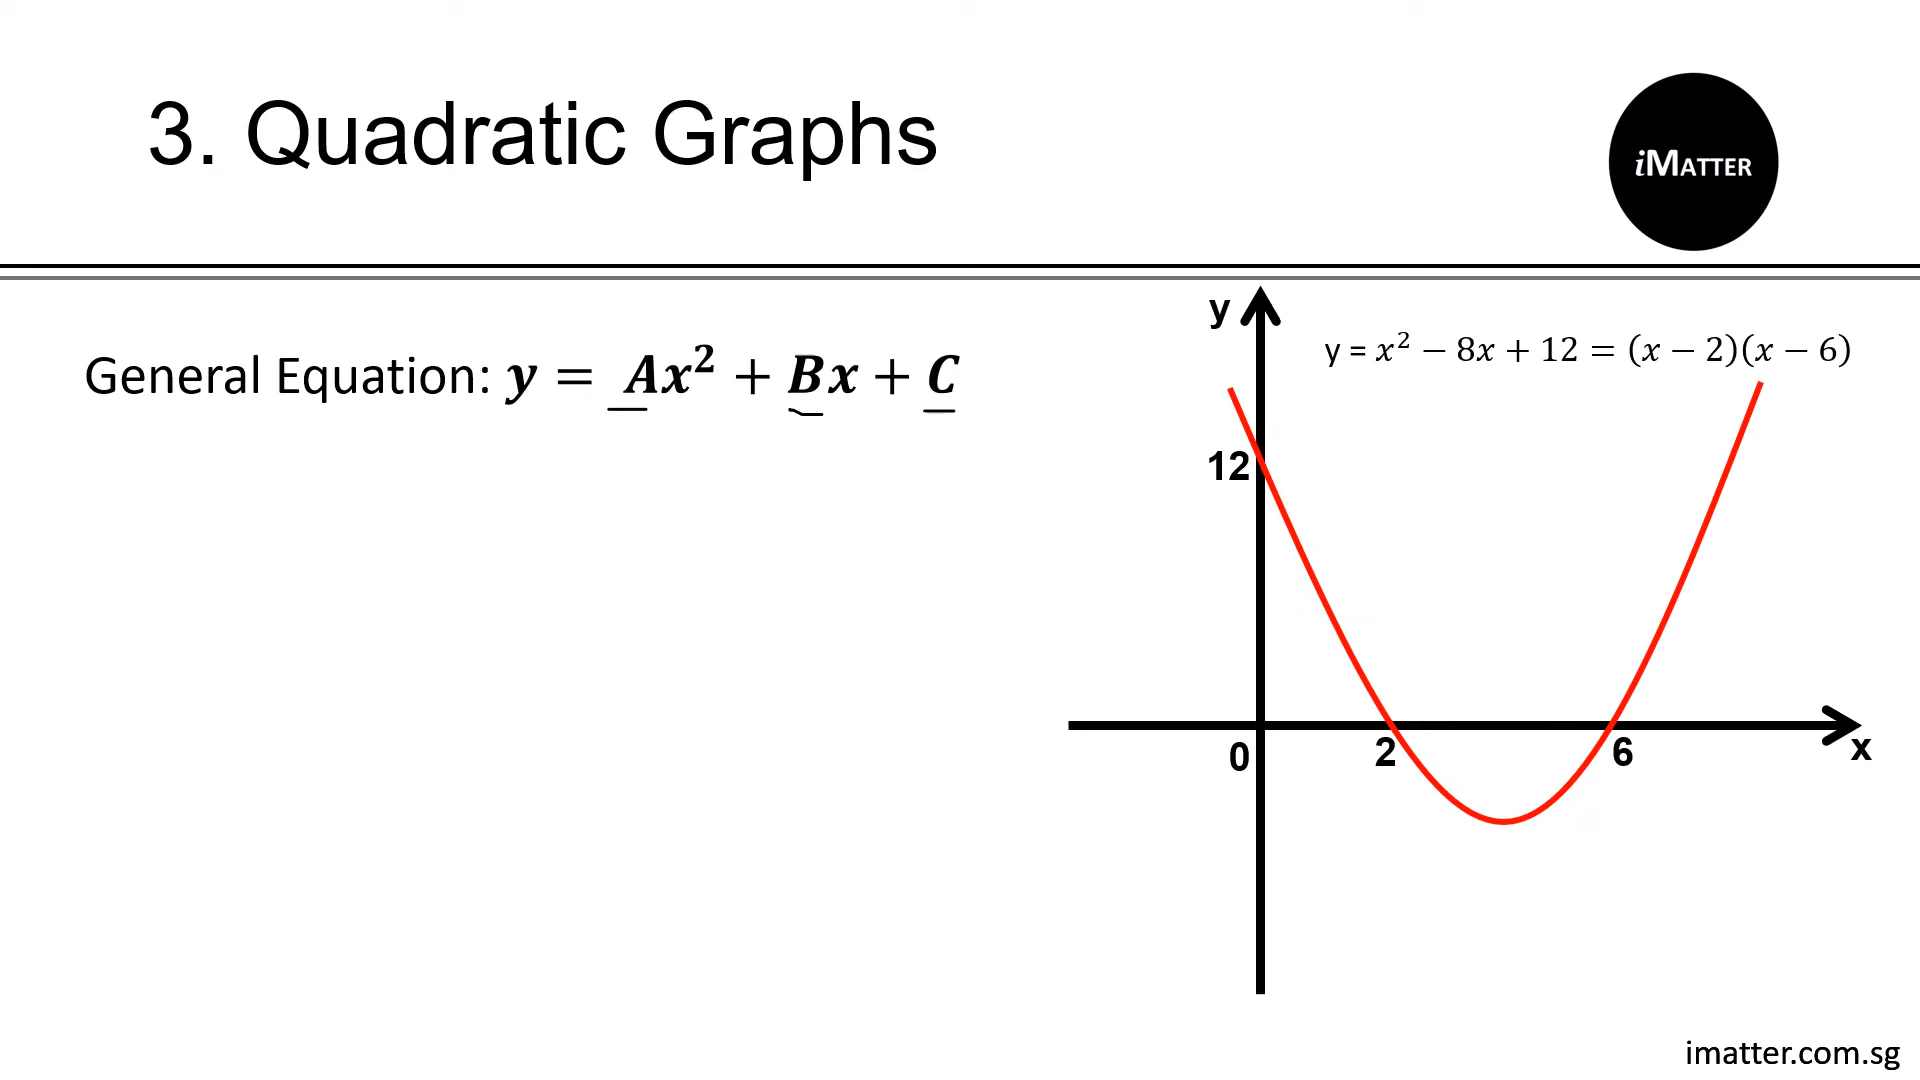 3. Quadratic Graphs
iMATTER
General Equation: y = Ax² + Bx + C
y
y = x² − 8x + 12 = (x − 2)(x − 6)
12
0
2
6
x
imatter.com.sg